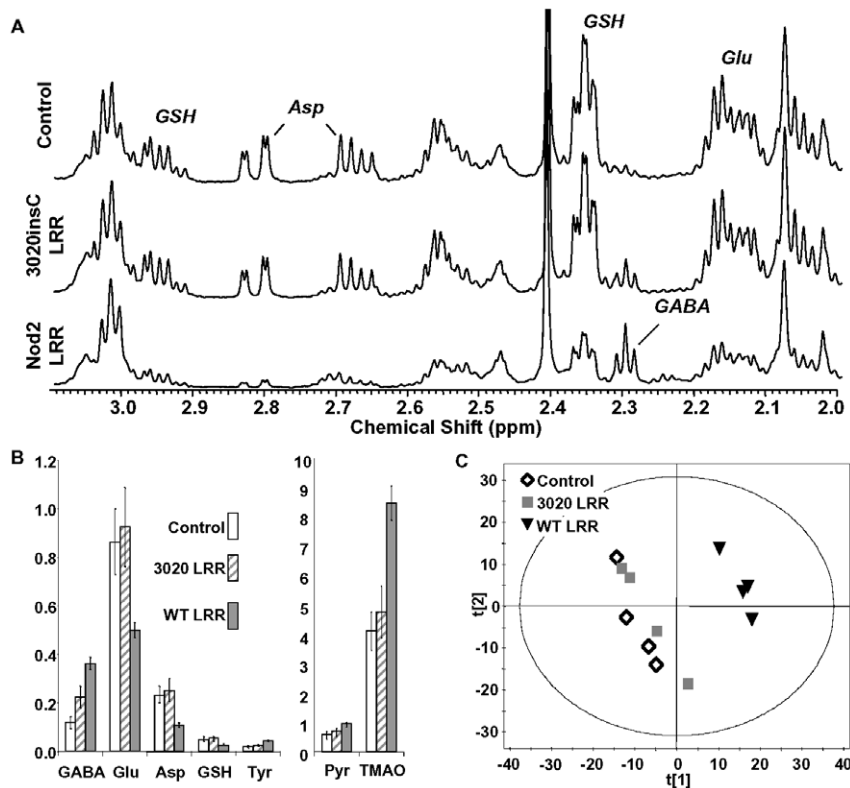 A
GSH
GSH
Asp
Glu
Control
3020insC
LRR
Nod2
LRR
GABA
3.0 2.9 2.8 2.7 2.6 2.5 2.4 2.3 2.2 2.1 2.0
Chemical Shift (ppm)
B
1.2
1.0
0.8
0.6
0.4
0.2
0.0
Control
3020 LRR
WT LRR
GABA Glu Asp GSH Tyr
10
9
8
7
6
5
4
3
2
1
0
Pyr TMAO
C
Control
3020 LRR
WT LRR
30
20
10
0
-10
-20
-30
t[2]
-40 -30 -20 -10 0 10 20 30 40
t[1]